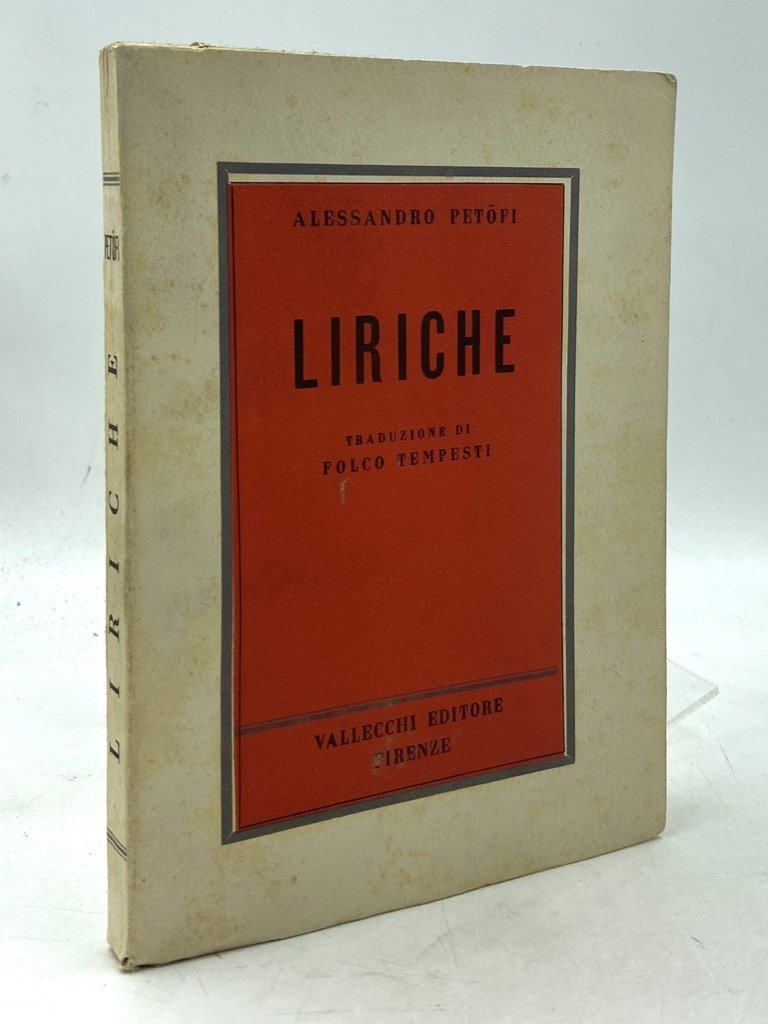 ALESSANDRO PETÖFI
LIRICHE
TRADUZIONE DI
FOLCO TEMPESTI
VALLECCHI EDITORE
FIRENZE
PETÖFI
LIRICHE